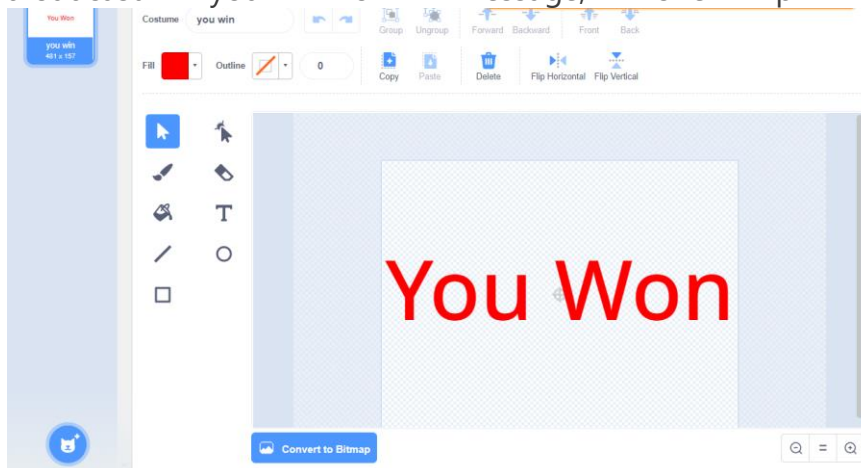 You Won
you win
481 x 157
Costume you win
Group Ungroup Forward Backward Front Back
Fill Outline 0
Copy Paste Delete Flip Horizontal Flip Vertical
You Won
Convert to Bitmap